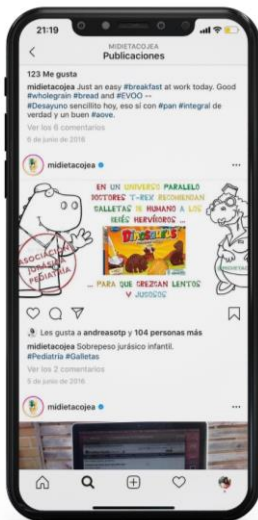 21:19
MIDIETACOJEA
Publicaciones
123 Me gusta
midietacojea Just an easy #breakfast at work today. Good
#wholegrain #bread and #EVOO --
#Desayuno sencillito hoy, eso sí con #pan #integral de
verdad y un buen #aove.
Ver los 6 comentarios
6 de junio de 2016
midietacojea
EN UN UNIVERSO PARALELO
DOCTORES T-REX RECOMIENDAN
GALLETAS DE HUMANO A LOS
BEBÉS HERVÍBOROS ...
Dinosaurus
ASOCIACIÓN
JURÁSICA
PEDIATRÍA
... PARA QUE CREZCAN LENTOS
Y JUGOSOS
Les gusta a andreasotp y 104 personas más
midietacojea Sobrepeso jurásico infantil.
#Pediatría #Galletas
Ver los 2 comentarios
5 de junio de 2016
midietacojea